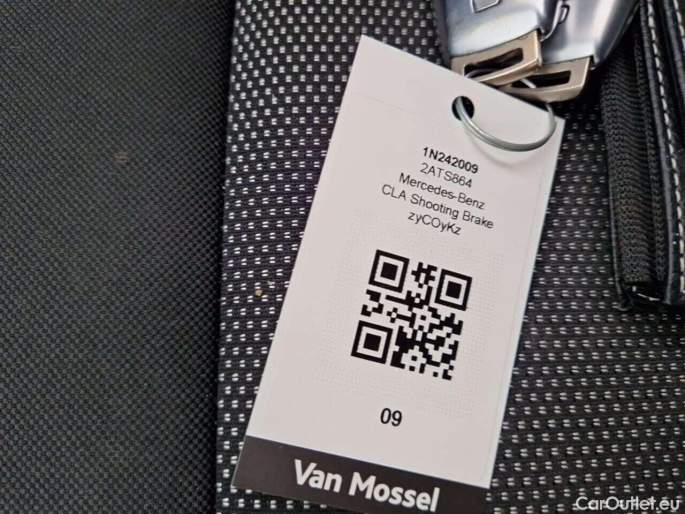 1N242009
2ATS864
Mercedes-Benz
CLA Shooting Brake
zyCOyKz
09
Van Mossel
CarOutlet.eu